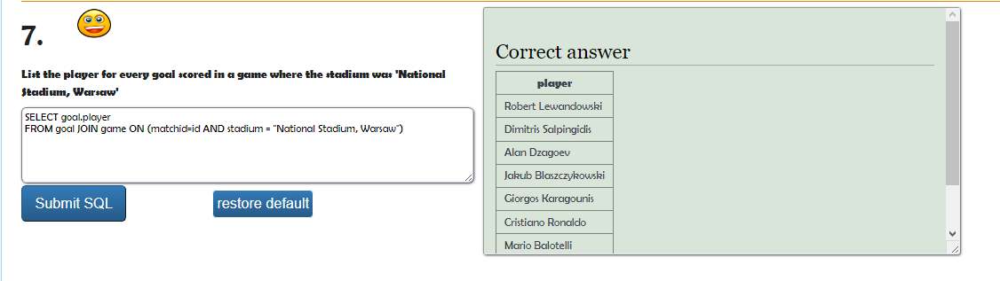 7.
List the player for every goal scored in a game where the stadium was 'National
Stadium, Warsaw'
SELECT goal.player
FROM goal JOIN game ON (matchid=id AND stadium = "National Stadium, Warsaw")
Submit SQL
restore default
Correct answer
player
Robert Lewandowski
Dimitris Salpingidis
Alan Dzagoev
Jakub Blaszczykowski
Giorgos Karagounis
Cristiano Ronaldo
Mario Balotelli